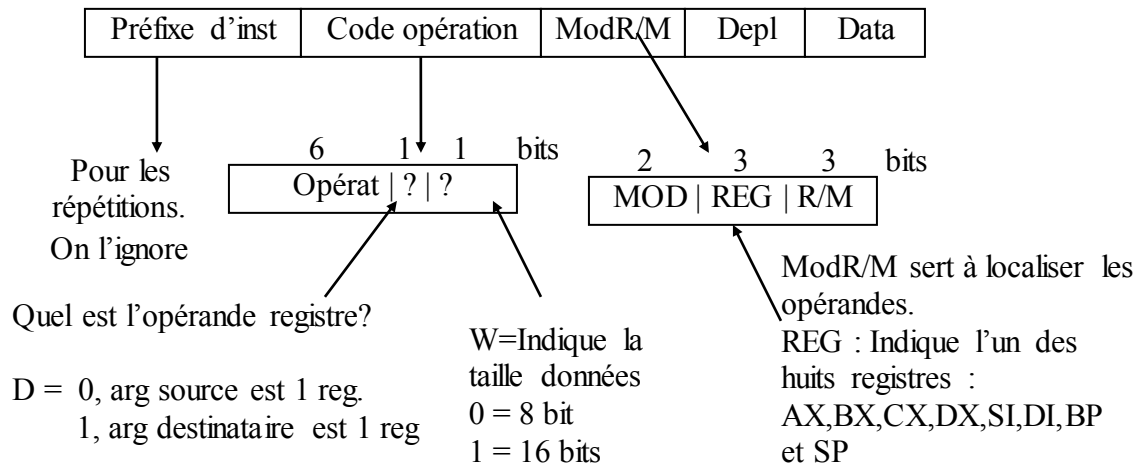 Préfixe d'inst Code opération ModR/M Depl Data
6 1 1 bits
Opérat | ? | ?
2 3 3 bits
MOD | REG | R/M
Pour les
répétitions.
On l'ignore
Quel est l'opérande registre?
D = 0, arg source est 1 reg.
1, arg destinataire est 1 reg
W=Indique la
taille données
0 = 8 bit
1 = 16 bits
ModR/M sert à localiser les
opérandes.
REG : Indique l'un des
huits registres :
AX,BX,CX,DX,SI,DI,BP
et SP